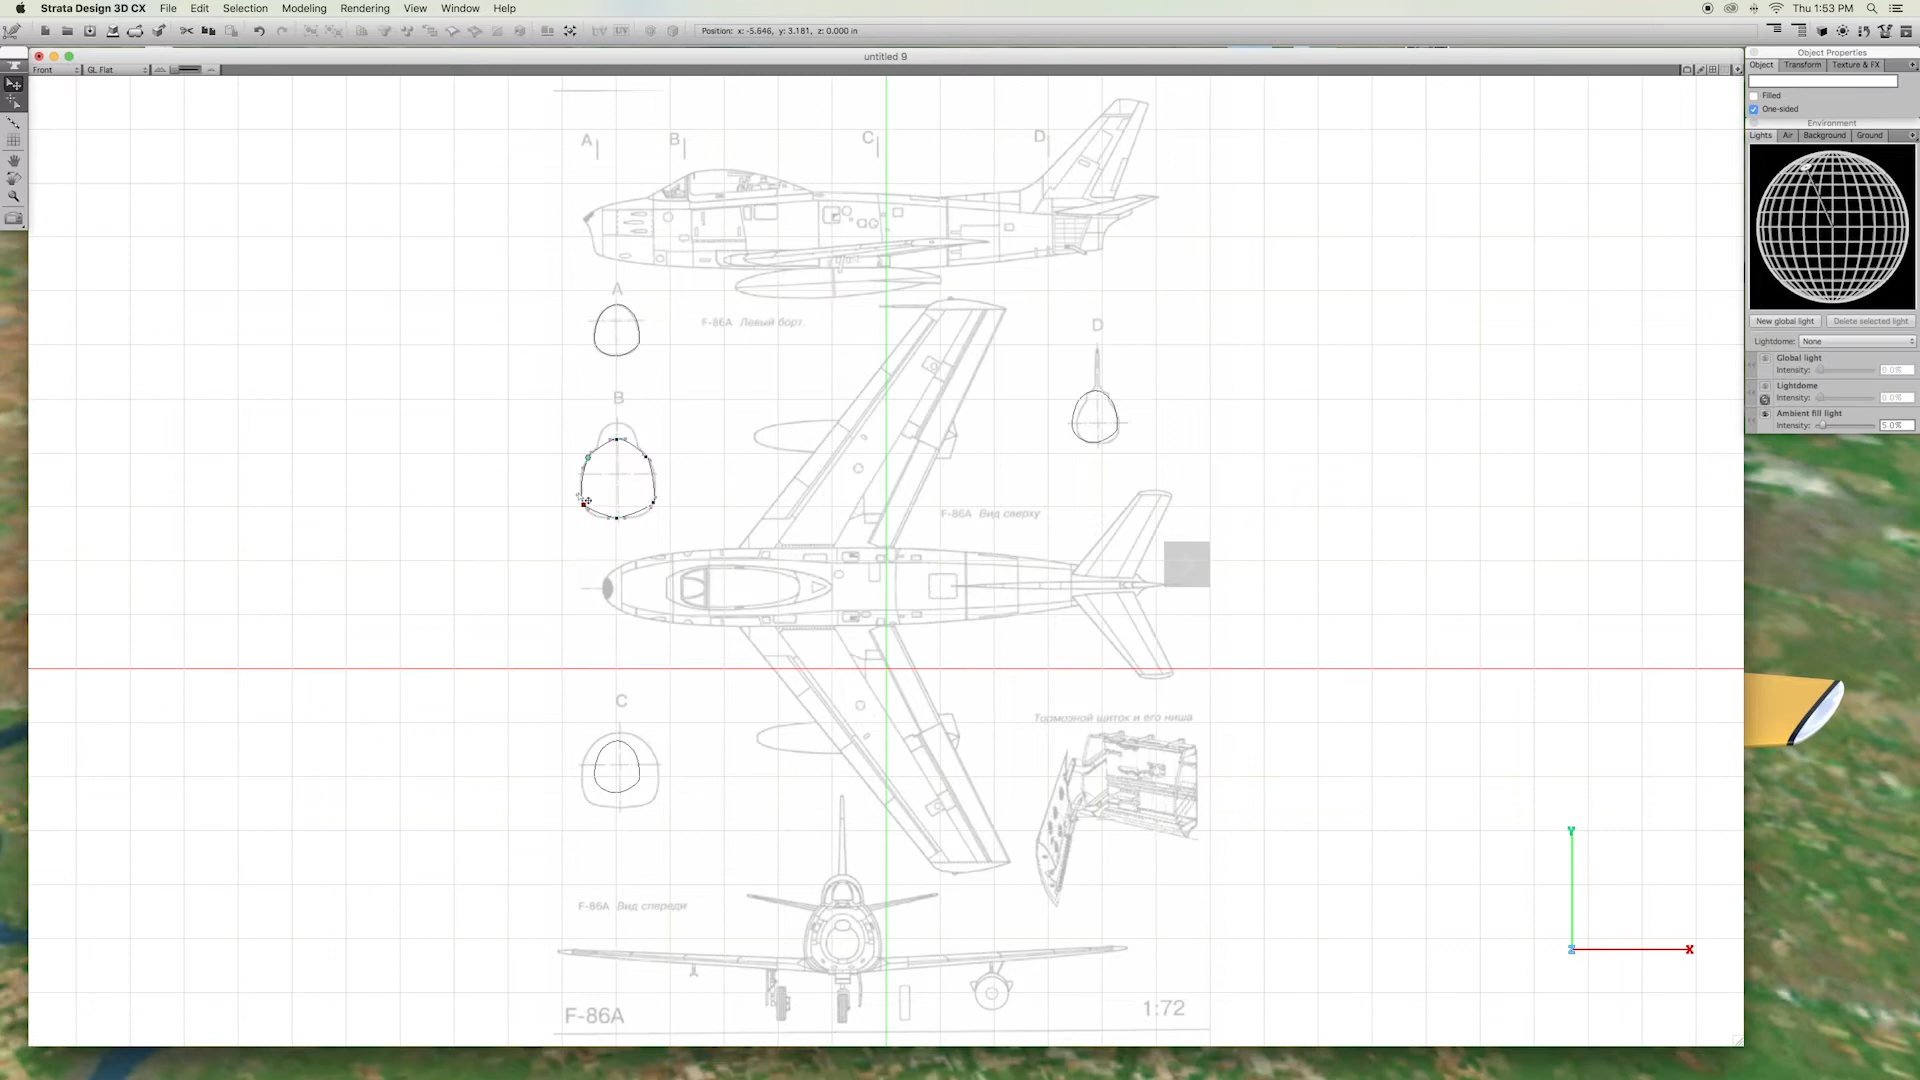 Strata Design 3D CX File Edit Selection Modeling Rendering View Window Help Thu 1:53 PM
Position: x: -5.646, y: 3.181, z: 0.000 in
untitled 9
Front GL Flat
Object Properties
Object Transform Texture & FX
Filled
One-sided
Environment
Lights Air Background Ground
New global light Delete selected light
Lightdome: None
Global light
Intensity: 0.0%
Lightdome
Intensity: 0.0%
Ambient fill light
Intensity: 5.0%
A B C D
A
F-86A Левый борт.
D
B
F-86A Вид сверху
C
Тормозной щиток и его ниша
F-86A Вид спереди
F-86A 1:72
Y
Z X